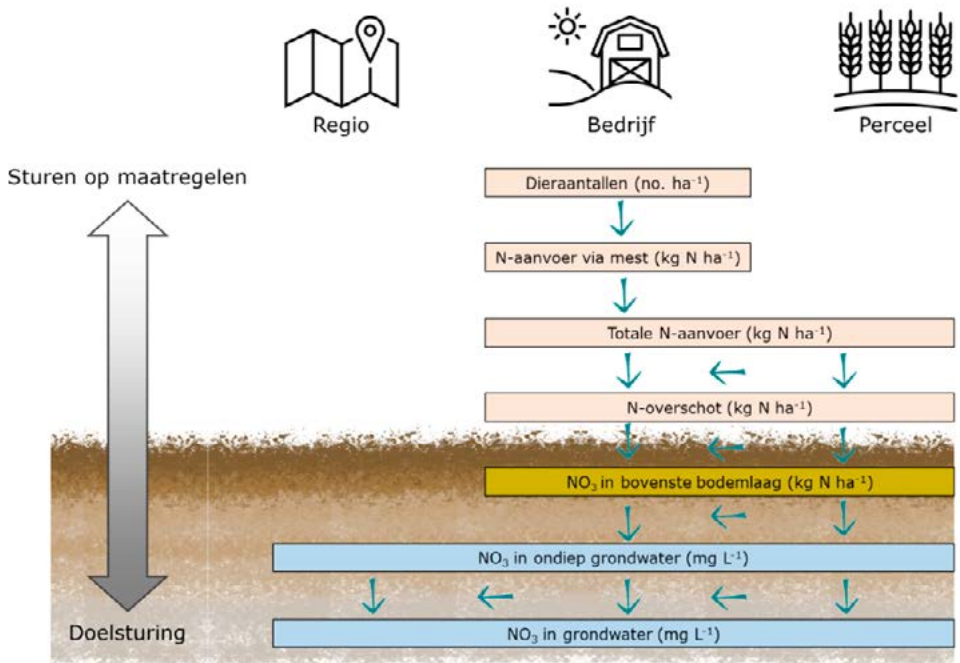 Regio
Bedrijf
Perceel
Sturen op maatregelen
Dieraantallen (no. ha⁻¹)
N-aanvoer via mest (kg N ha⁻¹)
Totale N-aanvoer (kg N ha⁻¹)
N-overschot (kg N ha⁻¹)
NO₃ in bovenste bodemlaag (kg N ha⁻¹)
NO₃ in ondiep grondwater (mg L⁻¹)
Doelsturing
NO₃ in grondwater (mg L⁻¹)